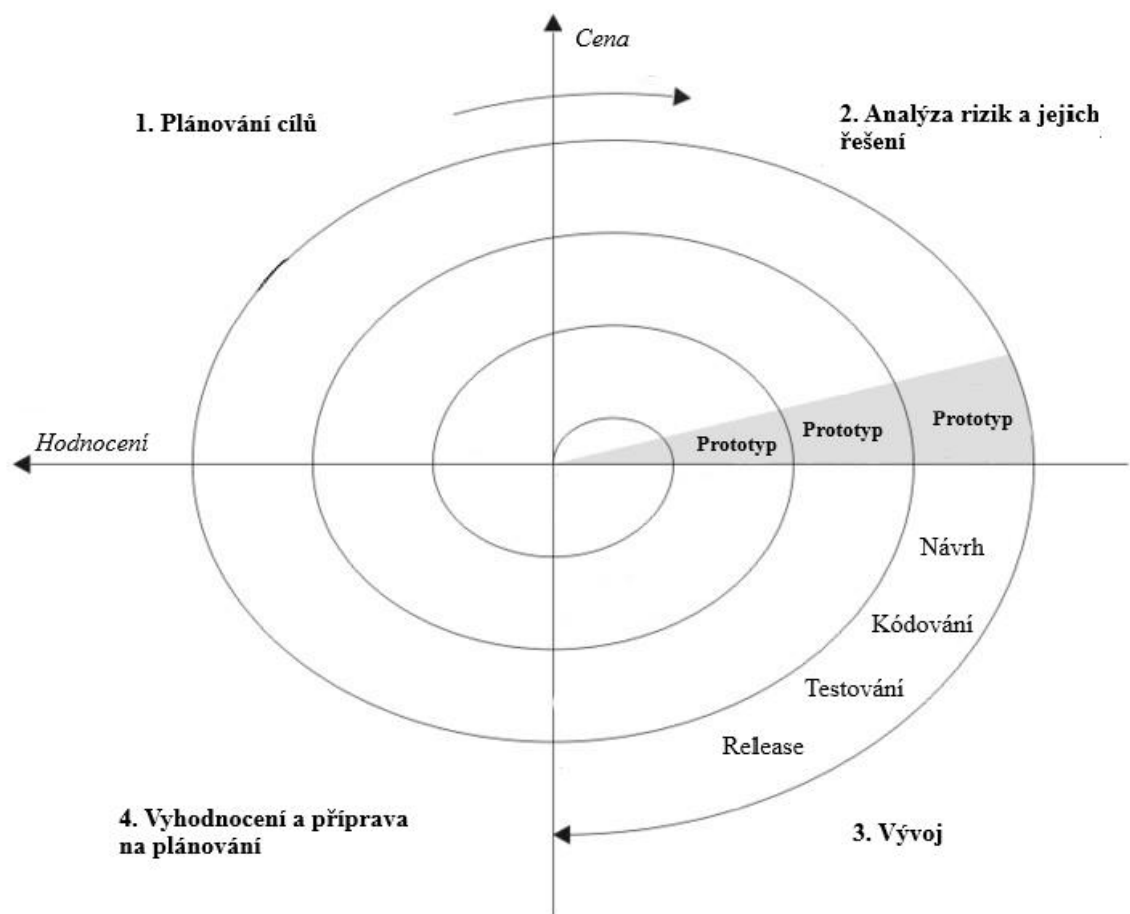 Cena
1. Plánování cílů
2. Analýza rizik a jejich
řešení
Hodnocení
Prototyp
Prototyp
Prototyp
Návrh
Kódování
Testování
Release
4. Vyhodnocení a příprava
na plánování
3. Vývoj